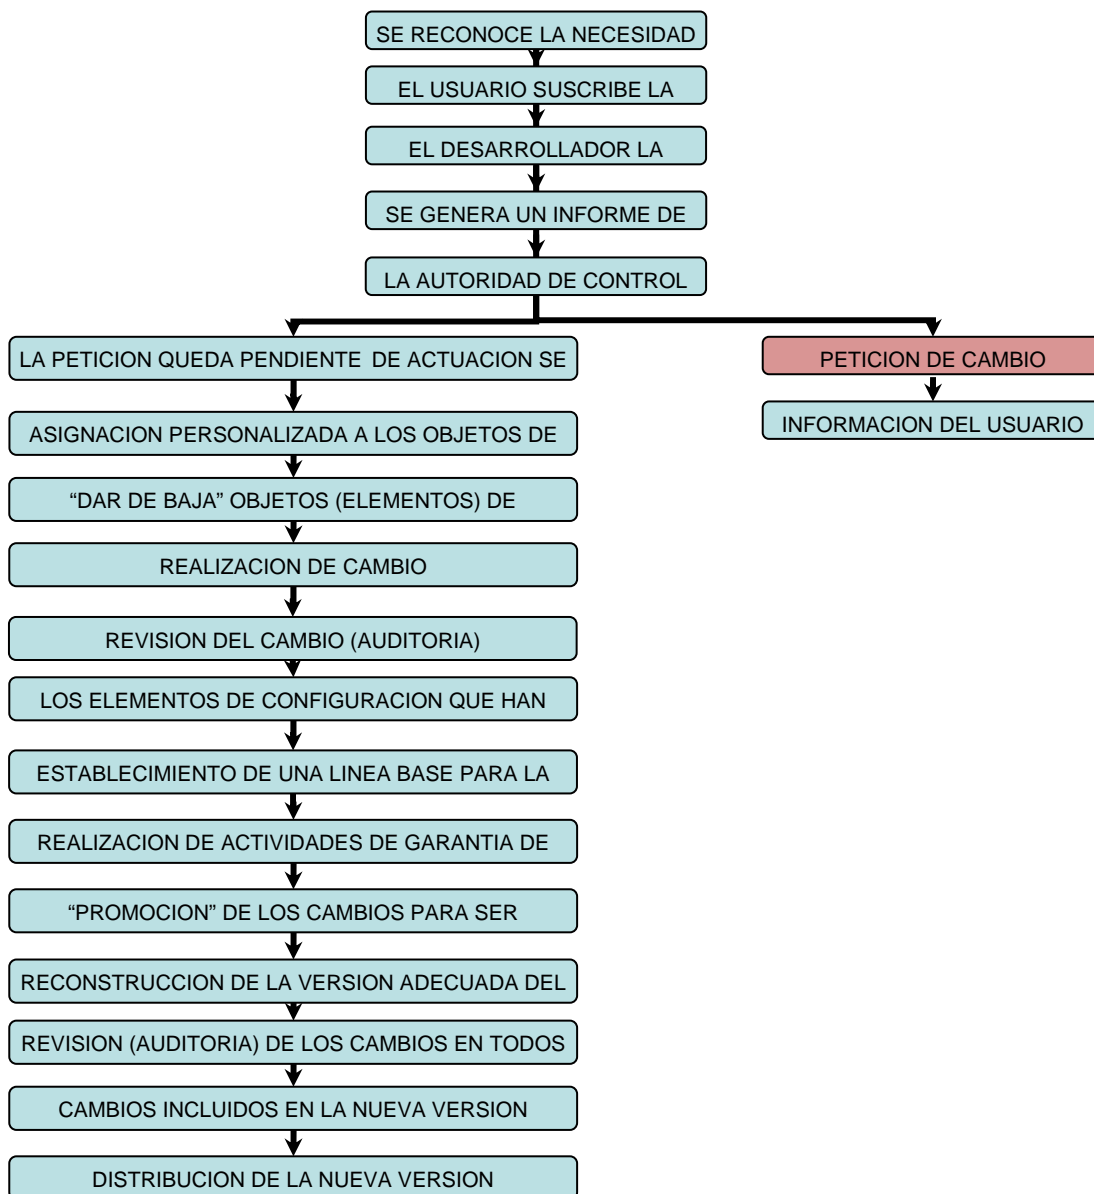 SE RECONOCE LA NECESIDAD
EL USUARIO SUSCRIBE LA
EL DESARROLLADOR LA
SE GENERA UN INFORME DE
LA AUTORIDAD DE CONTROL
LA PETICION QUEDA PENDIENTE DE ACTUACION SE
ASIGNACION PERSONALIZADA A LOS OBJETOS DE
“DAR DE BAJA” OBJETOS (ELEMENTOS) DE
REALIZACION DE CAMBIO
REVISION DEL CAMBIO (AUDITORIA)
LOS ELEMENTOS DE CONFIGURACION QUE HAN
ESTABLECIMIENTO DE UNA LINEA BASE PARA LA
REALIZACION DE ACTIVIDADES DE GARANTIA DE
“PROMOCION” DE LOS CAMBIOS PARA SER
RECONSTRUCCION DE LA VERSION ADECUADA DEL
REVISION (AUDITORIA) DE LOS CAMBIOS EN TODOS
CAMBIOS INCLUIDOS EN LA NUEVA VERSION
DISTRIBUCION DE LA NUEVA VERSION
PETICION DE CAMBIO
INFORMACION DEL USUARIO